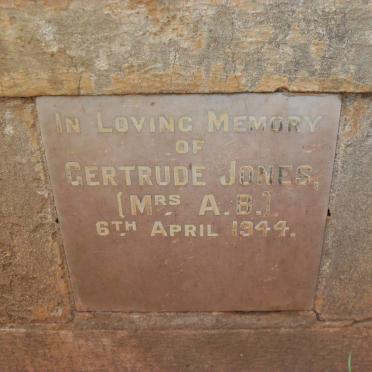 In Loving Memory
of
Gertrude Jones,
[Mrs A.B.]
6th April 1944.